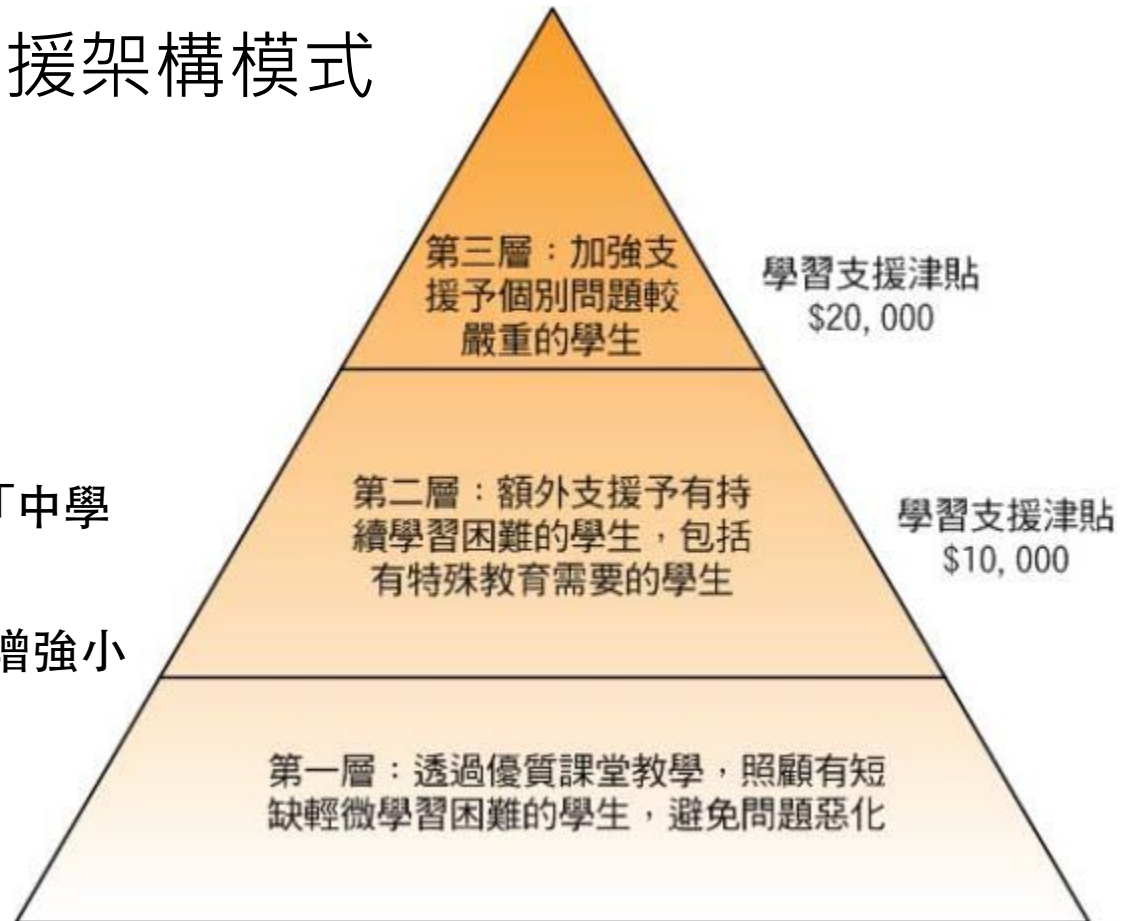 援架構模式
第三層：加強支
援予個別問題較
嚴重的學生
學習支援津貼
$20, 000
「中學
第二層：額外支援予有持
續學習困難的學生，包括
有特殊教育需要的學生
學習支援津貼
$10, 000
增強小
第一層：透過優質課堂教學，照顧有短
缺輕微學習困難的學生，避免問題惡化